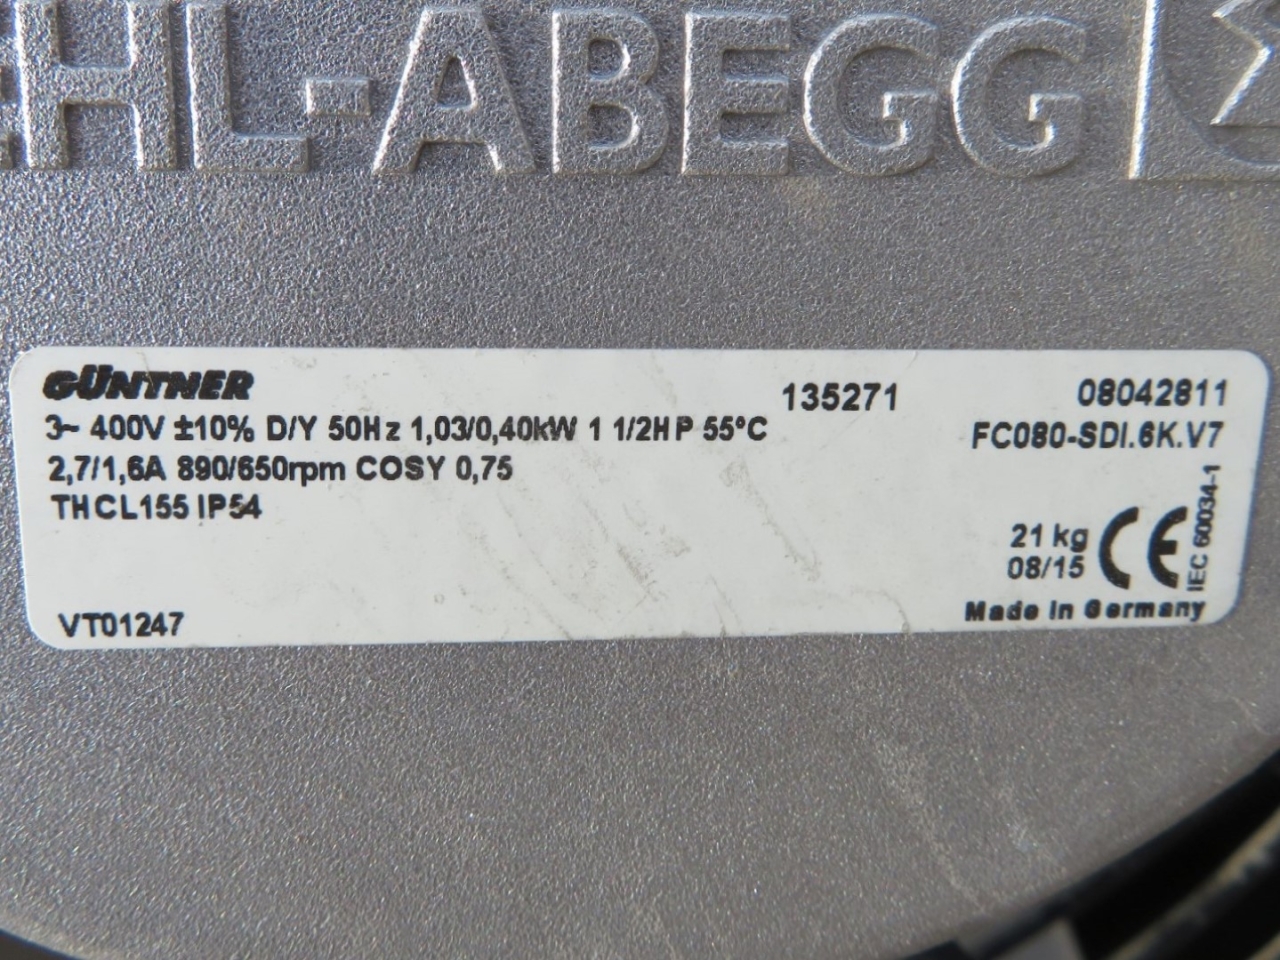 EHL-ABEGG
GÜNTNER 135271 08042811
3~ 400V ±10% D/Y 50Hz 1,03/0,40kW 1 1/2HP 55°C FC080-SDI.6K.V7
2,7/1,6A 890/650rpm COSY 0,75
THCL155 IP54
21 kg
08/15
CE
IEC 60034-1
VT01247 Made in Germany